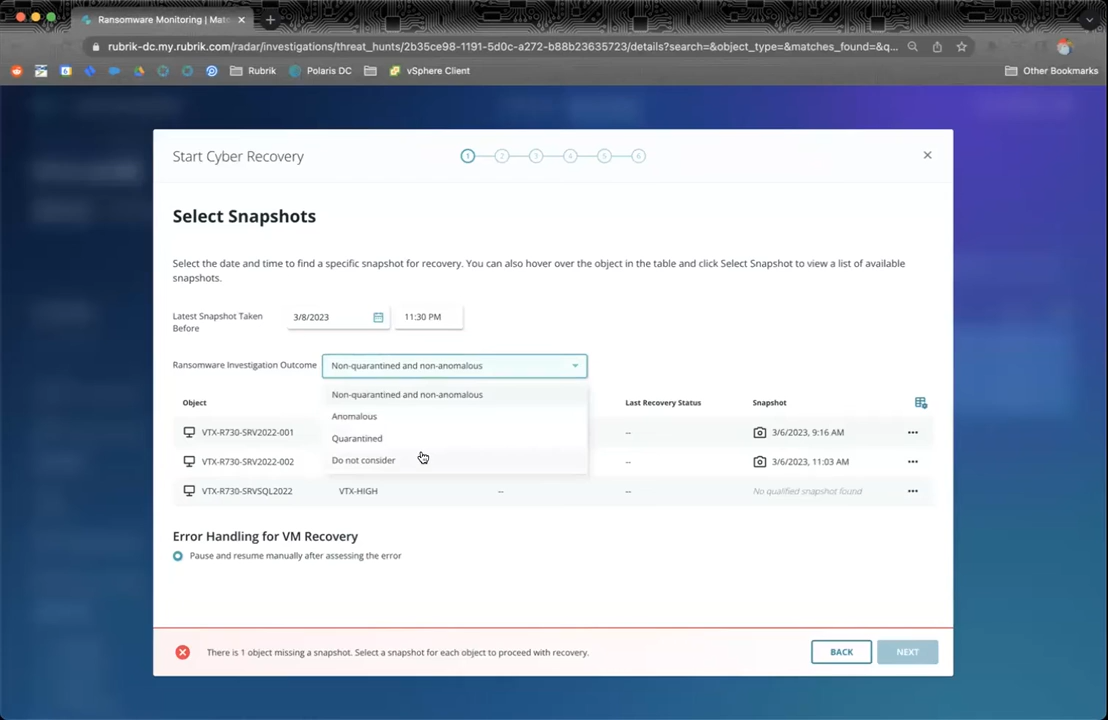 Ransomware Monitoring | Mat
rubrik-dc.my.rubrik.com/radar/investigations/threat_hunts/2b35ce98-1191-5d0c-a272-b88b23635723/details?search=&object_type=&matches_found=&q...
6
Rubrik
Polaris DC
vSphere Client
Other Bookmarks
Start Cyber Recovery
1 2 3 4 5 6
Select Snapshots
Select the date and time to find a specific snapshot for recovery. You can also hover over the object in the table and click Select Snapshot to view a list of available
snapshots.
Latest Snapshot Taken
Before
3/8/2023
11:30 PM
Ransomware Investigation Outcome
Non-quarantined and non-anomalous
Non-quarantined and non-anomalous
Anomalous
Quarantined
Do not consider
Object
Last Recovery Status
Snapshot
VTX-R730-SRV2022-001
--
3/6/2023, 9:16 AM
VTX-R730-SRV2022-002
--
3/6/2023, 11:03 AM
VTX-R730-SRVSQL2022
VTX-HIGH
--
--
No qualified snapshot found
Error Handling for VM Recovery
Pause and resume manually after assessing the error
There is 1 object missing a snapshot. Select a snapshot for each object to proceed with recovery.
BACK
NEXT